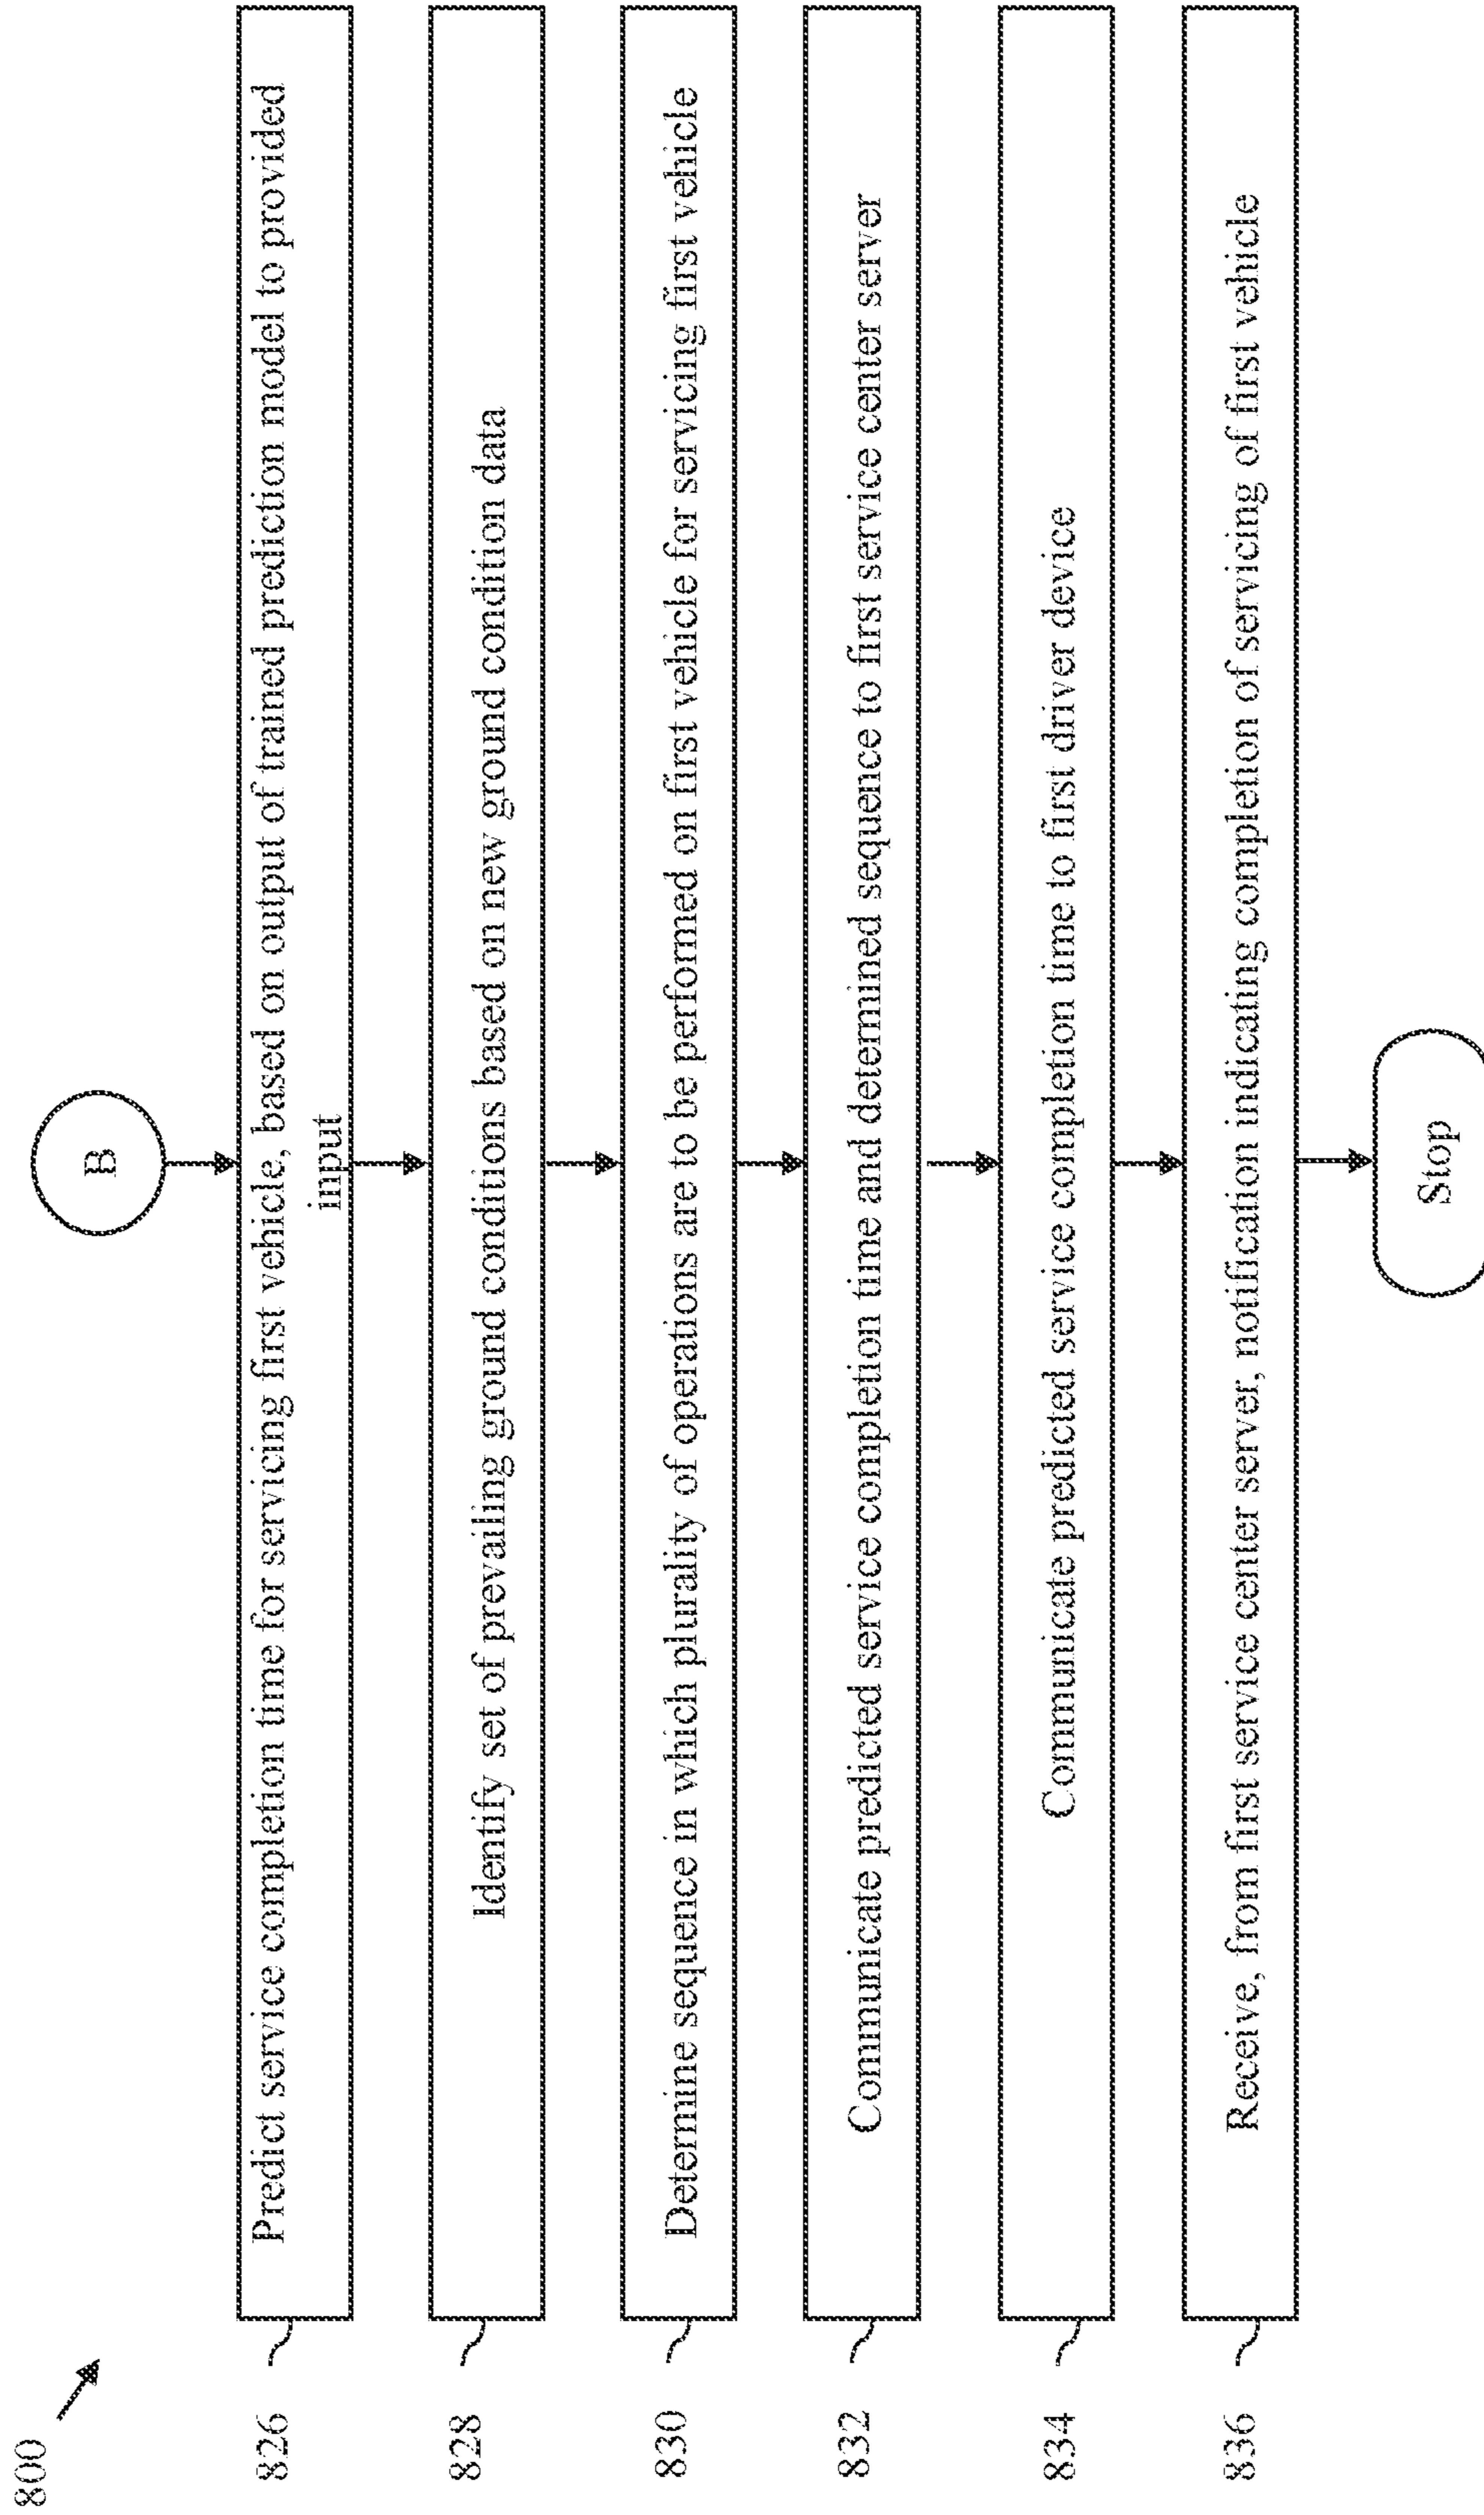 800
B
826
Predict service completion time for servicing first vehicle, based on output of trained prediction model to provided
input
828
Identify set of prevailing ground conditions based on new ground condition data
830
Determine sequence in which plurality of operations are to be performed on first vehicle for servicing first vehicle
832
Communicate predicted service completion time and determined sequence to first service center server
834
Communicate predicted service completion time to first driver device
836
Receive, from first service center server, notification indicating completion of servicing of first vehicle
Stop